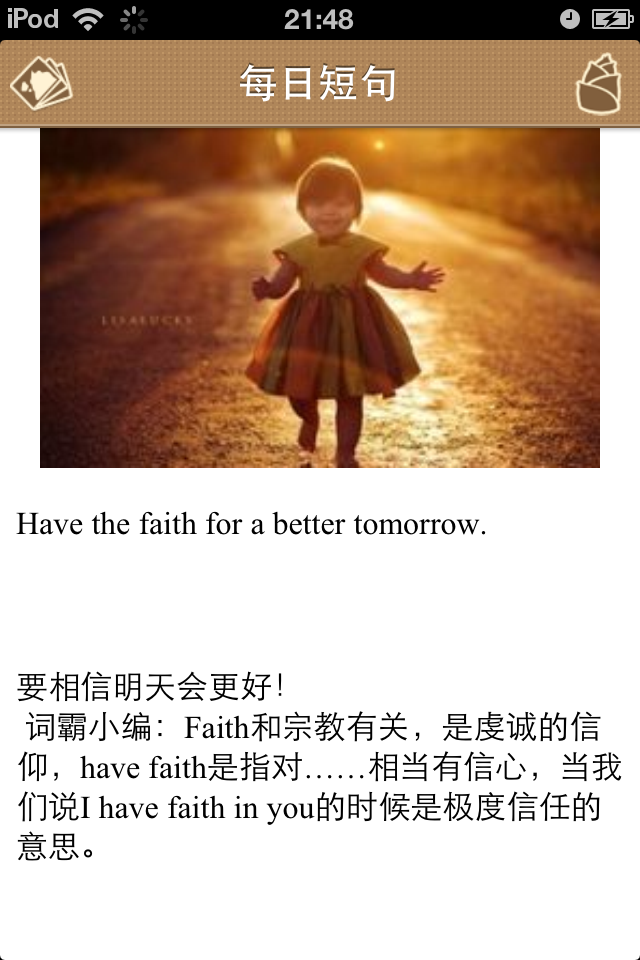 iPod 21:48
每日短句
LISALUCKY
Have the faith for a better tomorrow.
要相信明天会更好！
词霸小编：Faith和宗教有关，是虔诚的信
仰，have faith是指对……相当有信心，当我
们说I have faith in you的时候是极度信任的
意思。